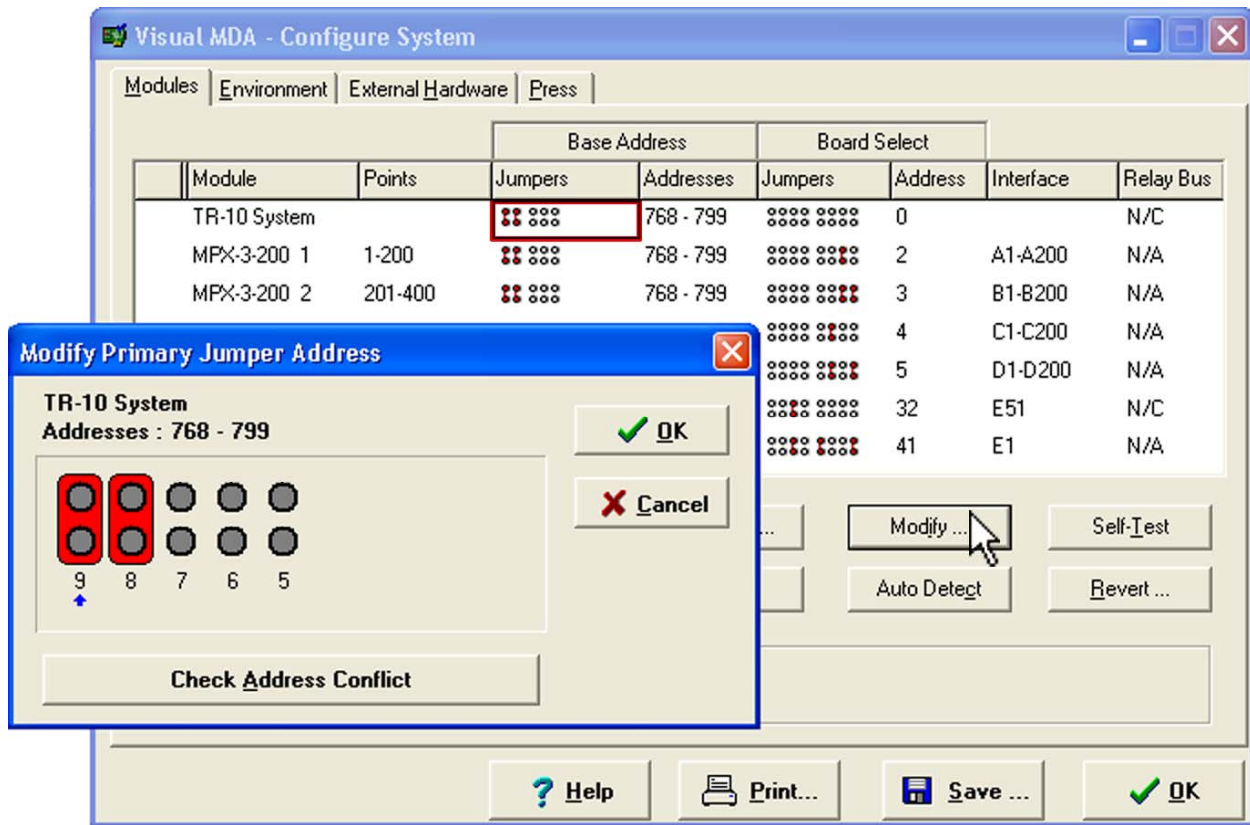 Visual MDA - Configure System
Modules Environment External Hardware Press
Base Address Board Select
Module Points Jumpers Addresses Jumpers Address Interface Relay Bus
TR-10 System 768 - 799 0 N/C
MPX-3-200 1 1-200 768 - 799 2 A1-A200 N/A
MPX-3-200 2 201-400 768 - 799 3 B1-B200 N/A
4 C1-C200 N/A
5 D1-D200 N/A
32 E51 N/C
41 E1 N/A
Modify Primary Jumper Address
TR-10 System
Addresses : 768 - 799
OK
Cancel
9 8 7 6 5
Check Address Conflict
... Modify ... Self-Test
Auto Detect Revert ...
Help Print... Save ... OK